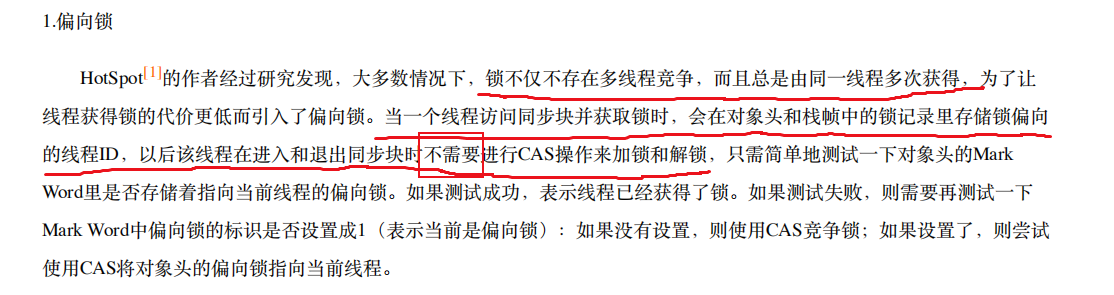 1.偏向锁
HotSpot[1]的作者经过研究发现，大多数情况下，锁不仅不存在多线程竞争，而且总是由同一线程多次获得，为了让
线程获得锁的代价更低而引入了偏向锁。当一个线程访问同步块并获取锁时，会在对象头和栈帧中的锁记录里存储锁偏向
的线程ID，以后该线程在进入和退出同步块时不需要进行CAS操作来加锁和解锁，只需简单地测试一下对象头的Mark
Word里是否存储着指向当前线程的偏向锁。如果测试成功，表示线程已经获得了锁。如果测试失败，则需要再测试一下
Mark Word中偏向锁的标识是否设置成1（表示当前是偏向锁）：如果没有设置，则使用CAS竞争锁；如果设置了，则尝试
使用CAS将对象头的偏向锁指向当前线程。